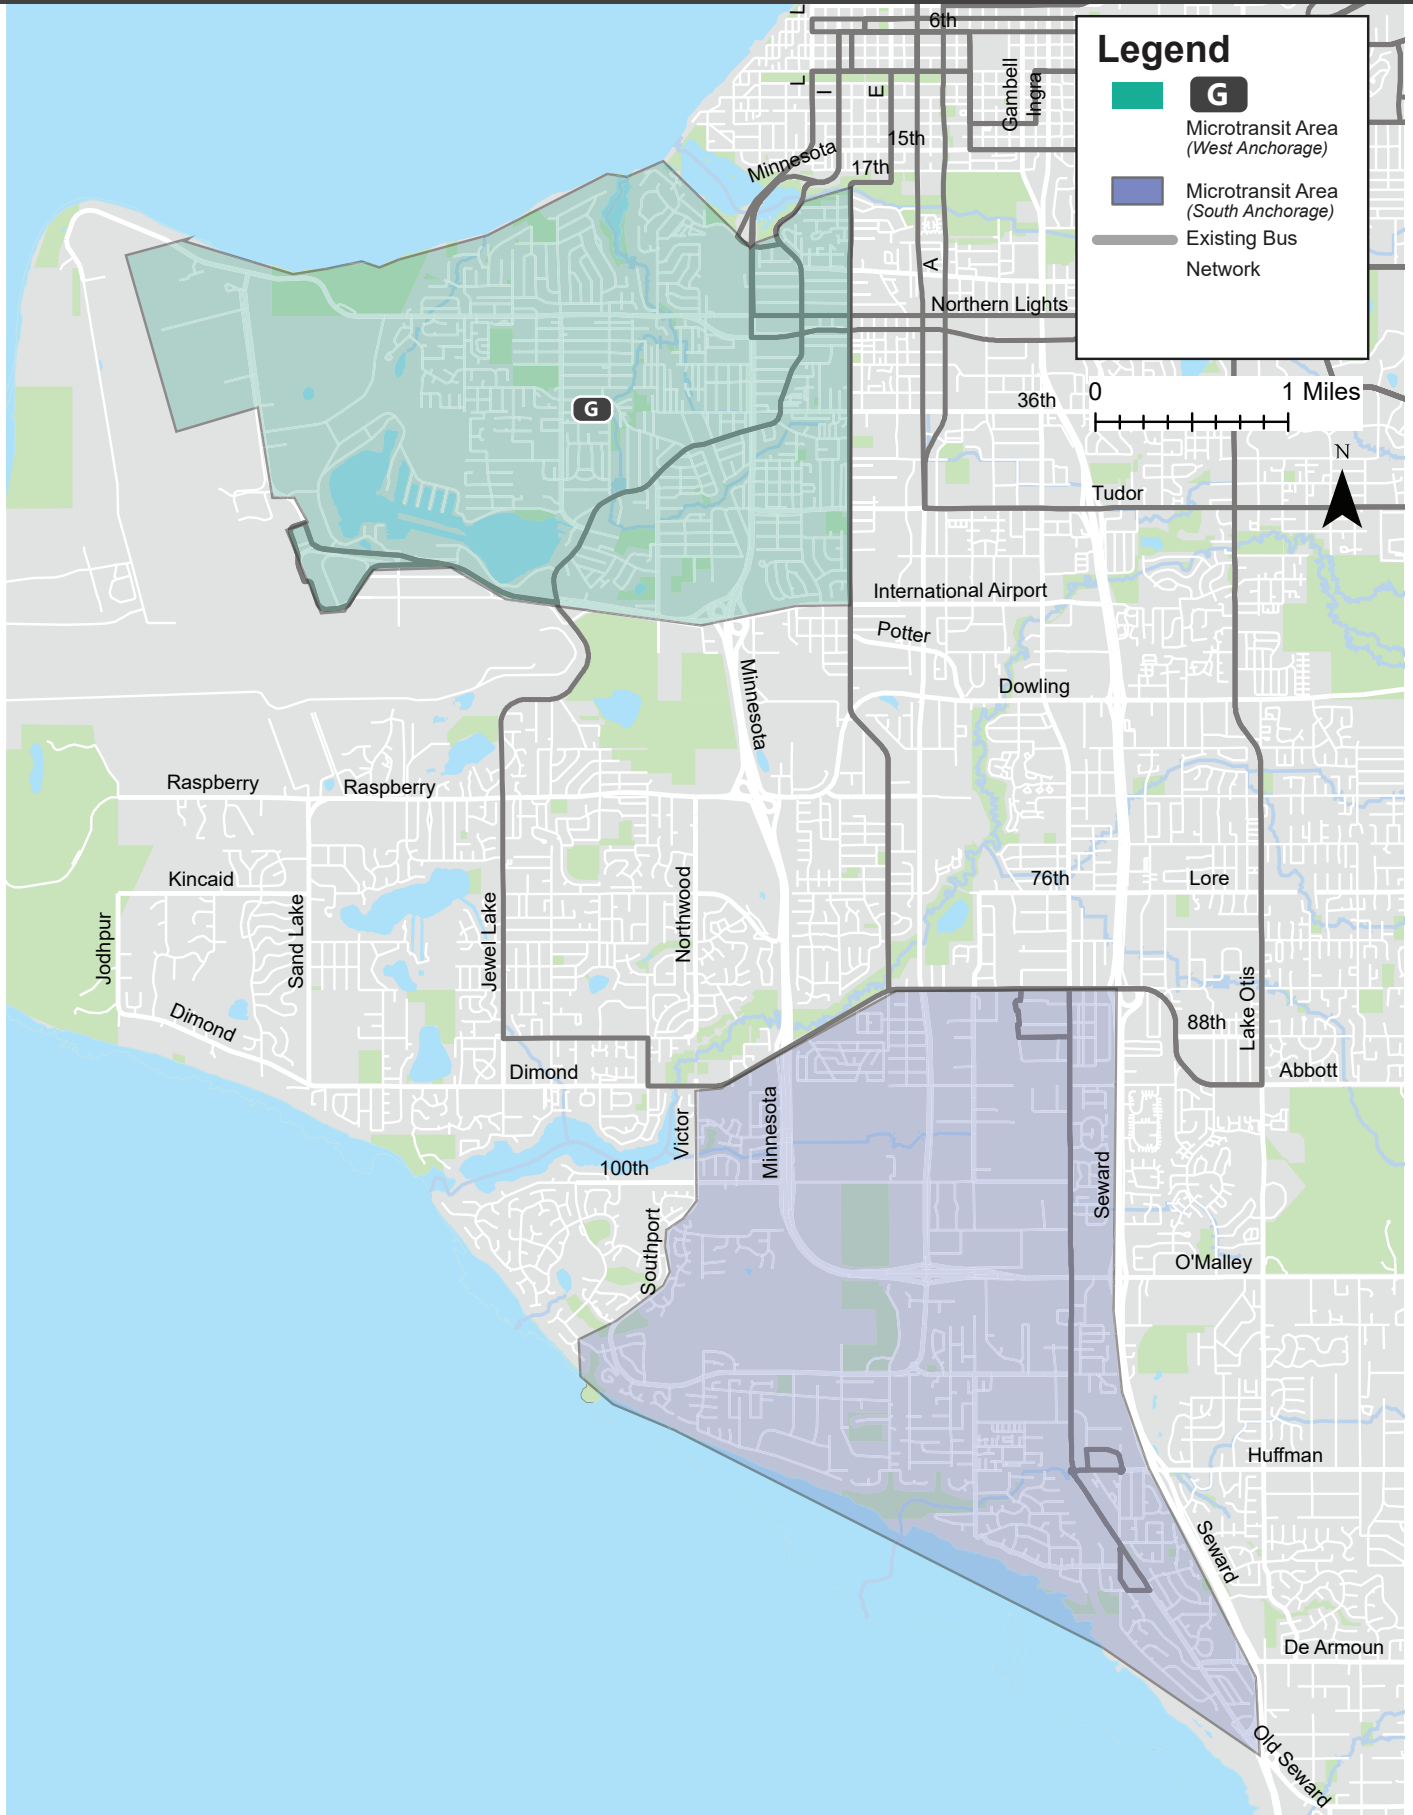 L
6th
Legend
G
Microtransit Area
(West Anchorage)
Microtransit Area
(South Anchorage)
Existing Bus
Network
L
I
E
Gambell
Ingra
15th
Minnesota
17th
A
Northern Lights
0 1 Miles
36th
G
N
Tudor
International Airport
Potter
Dowling
Minnesota
Raspberry
Raspberry
Kincaid
76th
Lore
Jodhpur
Sand Lake
Jewel Lake
Northwood
Lake Otis
Dimond
88th
Dimond
Abbott
Victor
Minnesota
100th
Seward
Southport
O'Malley
Huffman
Seward
De Armoun
Old Seward